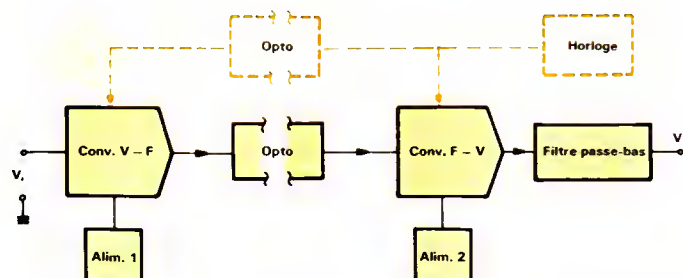 Opto
Horloge
Conv. V – F
Opto
Conv. F – V
Filtre passe-bas
V
V.
Alim. 1
Alim. 2